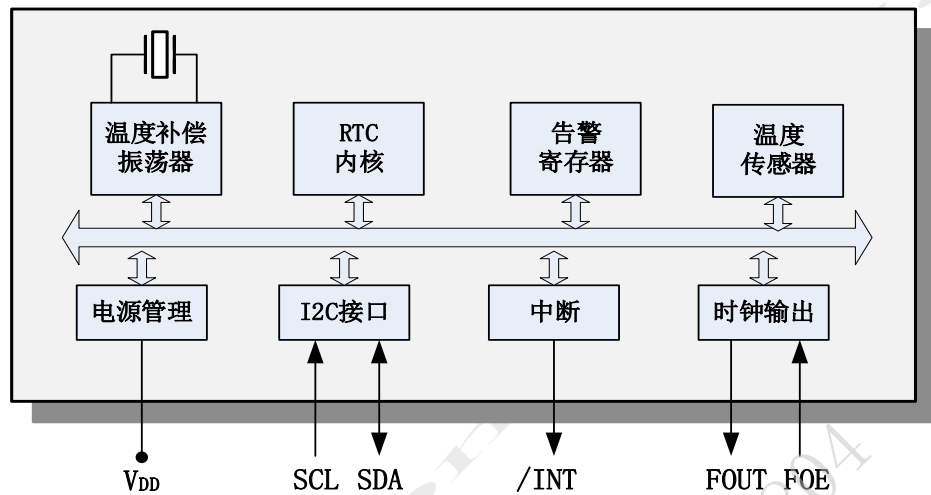 温度补偿
振荡器
RTC
内核
告警
寄存器
温度
传感器
电源管理
I2C接口
中断
时钟输出
VDD
SCL SDA
/INT
FOUT FOE